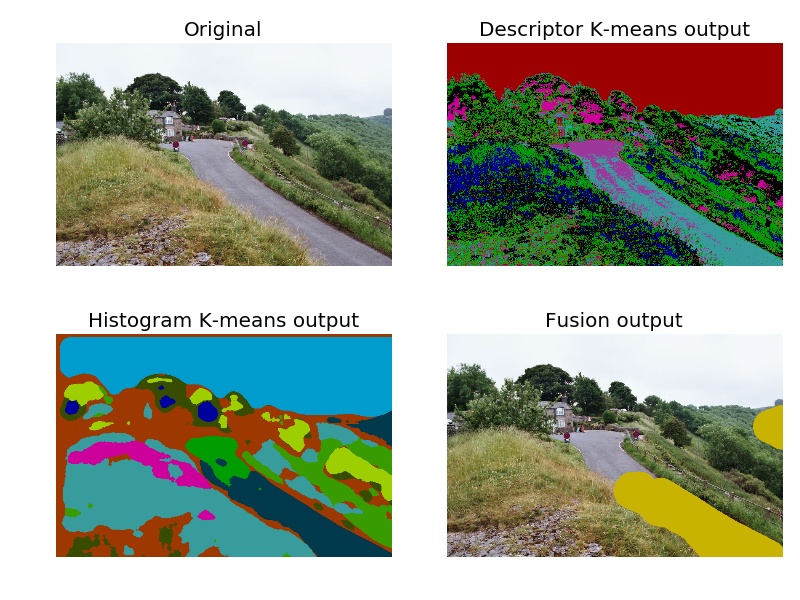 Original
Descriptor K-means output
Histogram K-means output
Fusion output